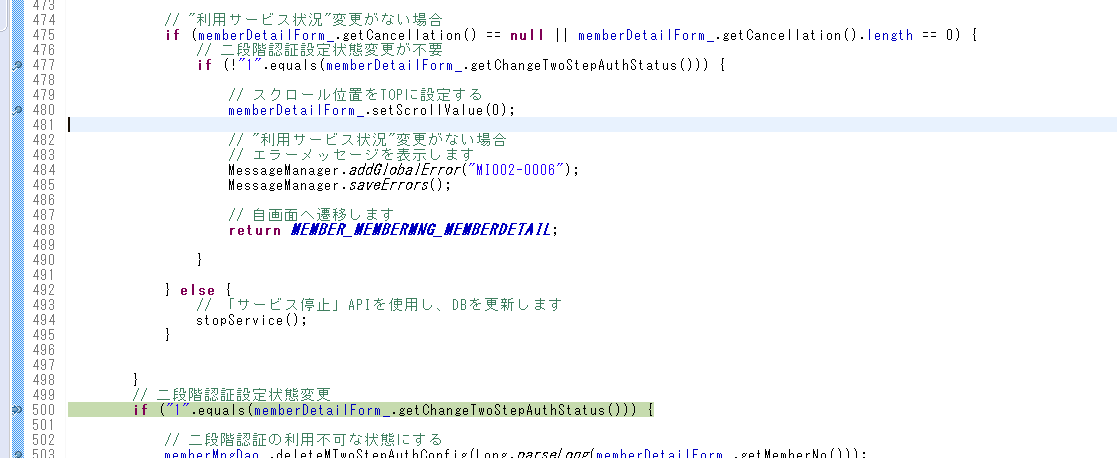 473
474 // "利用サービス状況"変更がない場合
475 if (memberDetailForm_.getCancellation() == null || memberDetailForm_.getCancellation().length == 0) {
476 // 二段階認証設定状態変更が不要
477 if (!"1".equals(memberDetailForm_.getChangeTwoStepAuthStatus())) {
478
479 // スクロール位置をTOPに設定する
480 memberDetailForm_.setScrollValue(0);
481
482 // "利用サービス状況"変更がない場合
483 // エラーメッセージを表示します
484 MessageManager.addGlobalError("MI002-0006");
485 MessageManager.saveErrors();
486
487 // 自画面へ遷移します
488 return MEMBER_MEMBERMNG_MEMBERDETAIL;
489
490 }
491
492 } else {
493 // 「サービス停止」APIを使用し、DBを更新します
494 stopService();
495 }
496
497
498 }
499 // 二段階認証設定状態変更
500 if ("1".equals(memberDetailForm_.getChangeTwoStepAuthStatus())) {
501
502 // 二段階認証の利用不可な状態にする
503 memberMngDao_.deleteMTwoStepAuthConfig(Long.parseLong(memberDetailForm_.getMemberNo()));